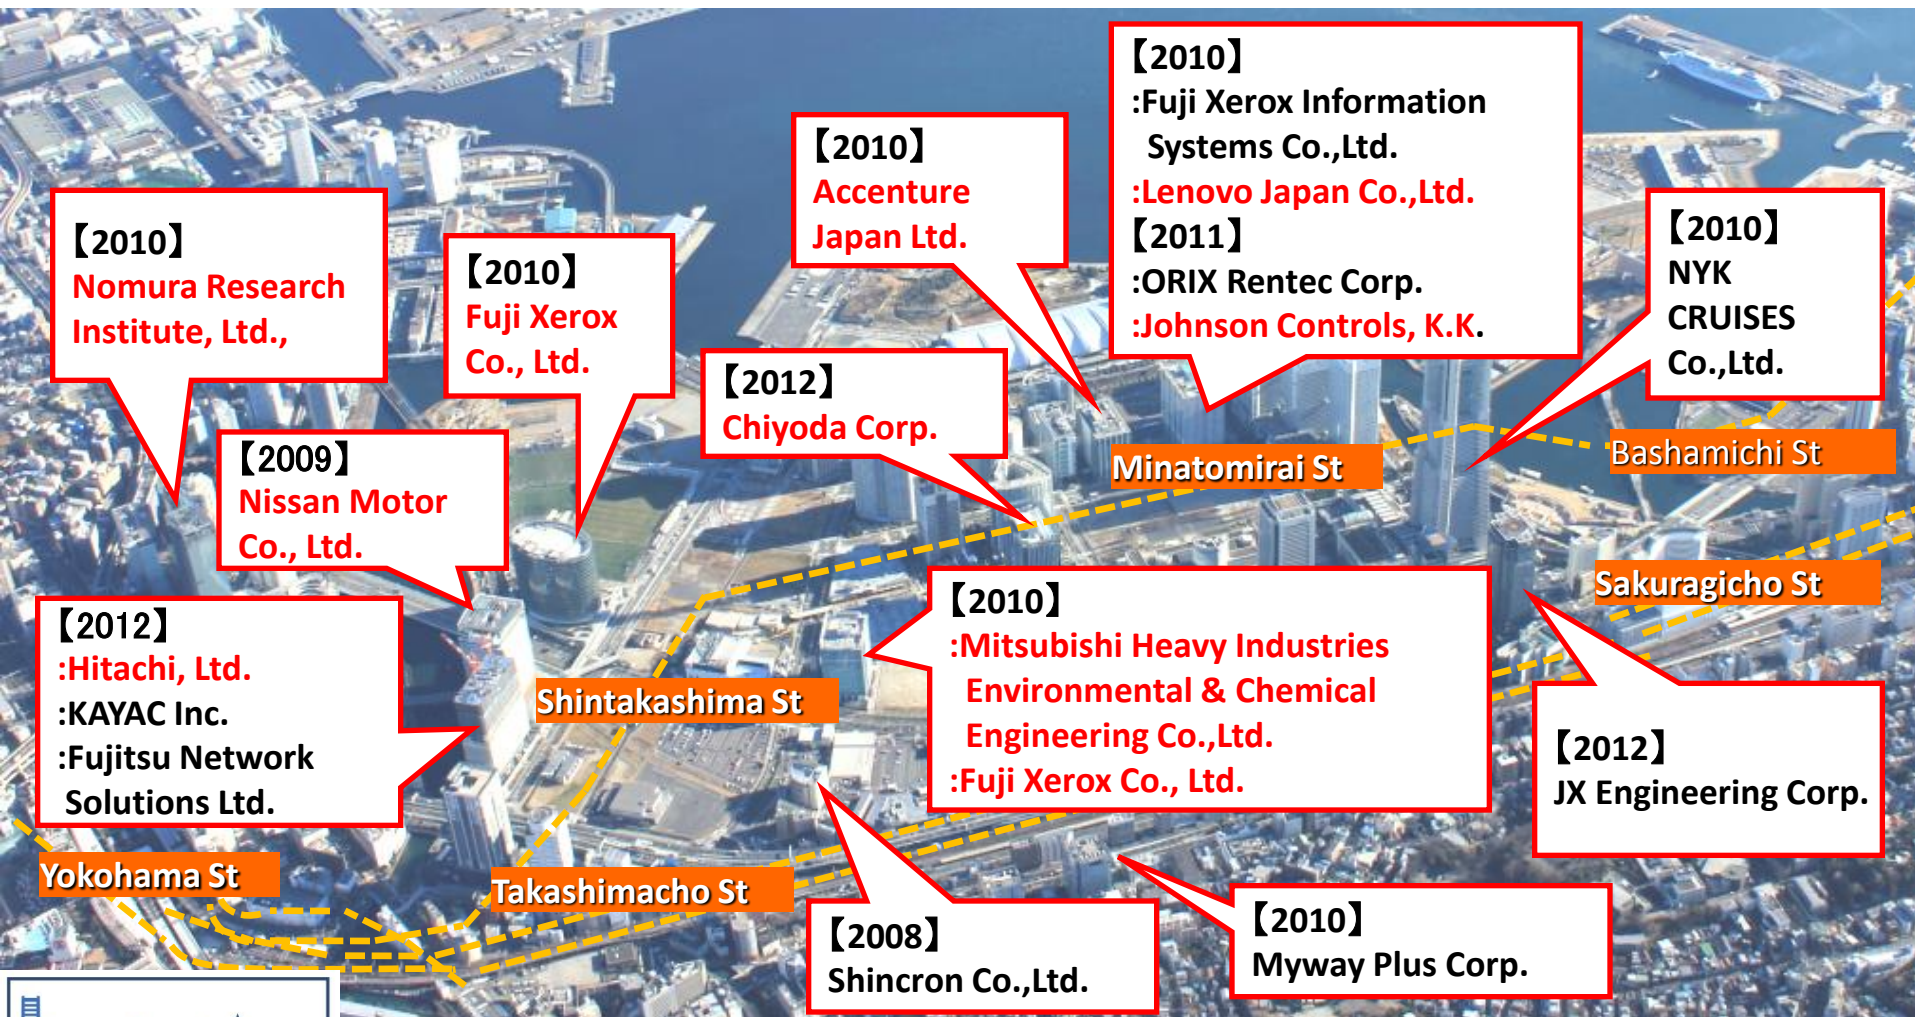 【2010】
Nomura Research
Institute, Ltd.,
【2010】
Fuji Xerox
Co., Ltd.
【2010】
Accenture
Japan Ltd.
【2010】
:Fuji Xerox Information
Systems Co.,Ltd.
:Lenovo Japan Co.,Ltd.
【2011】
:ORIX Rentec Corp.
:Johnson Controls, K.K.
【2010】
NYK
CRUISES
Co.,Ltd.
【2012】
Chiyoda Corp.
【2009】
Nissan Motor
Co., Ltd.
Minatomirai St
Bashamichi St
Sakuragicho St
【2012】
:Hitachi, Ltd.
:KAYAC Inc.
:Fujitsu Network
Solutions Ltd.
Shintakashima St
【2010】
:Mitsubishi Heavy Industries
Environmental & Chemical
Engineering Co.,Ltd.
:Fuji Xerox Co., Ltd.
【2012】
JX Engineering Corp.
Yokohama St
Takashimacho St
【2008】
Shincron Co.,Ltd.
【2010】
Myway Plus Corp.